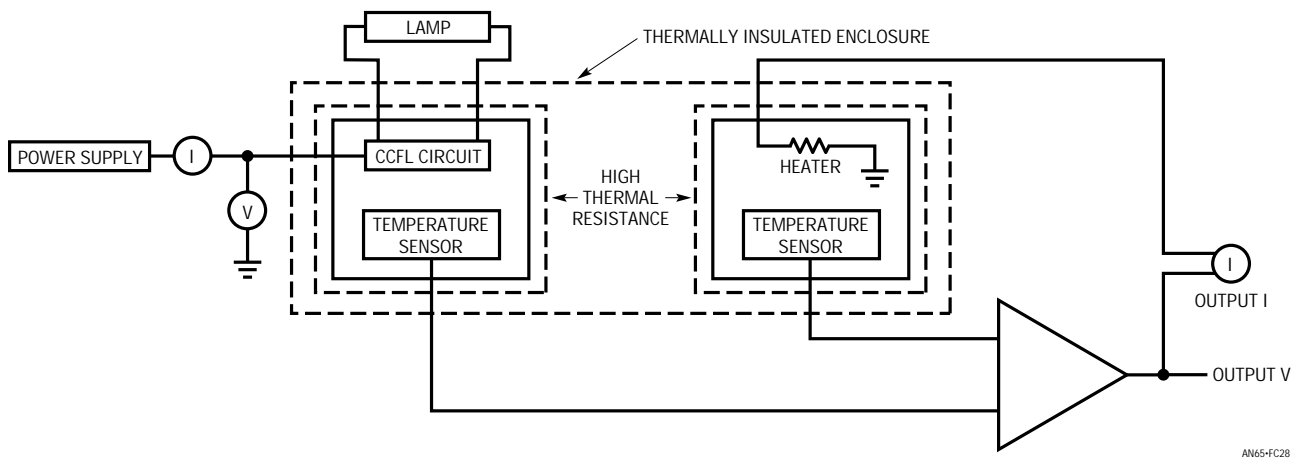 LAMP
THERMALLY INSULATED ENCLOSURE
POWER SUPPLY
I
CCFL CIRCUIT
HEATER
HIGH
THERMAL
RESISTANCE
V
TEMPERATURE
SENSOR
TEMPERATURE
SENSOR
I
OUTPUT I
OUTPUT V
AN65•FC28